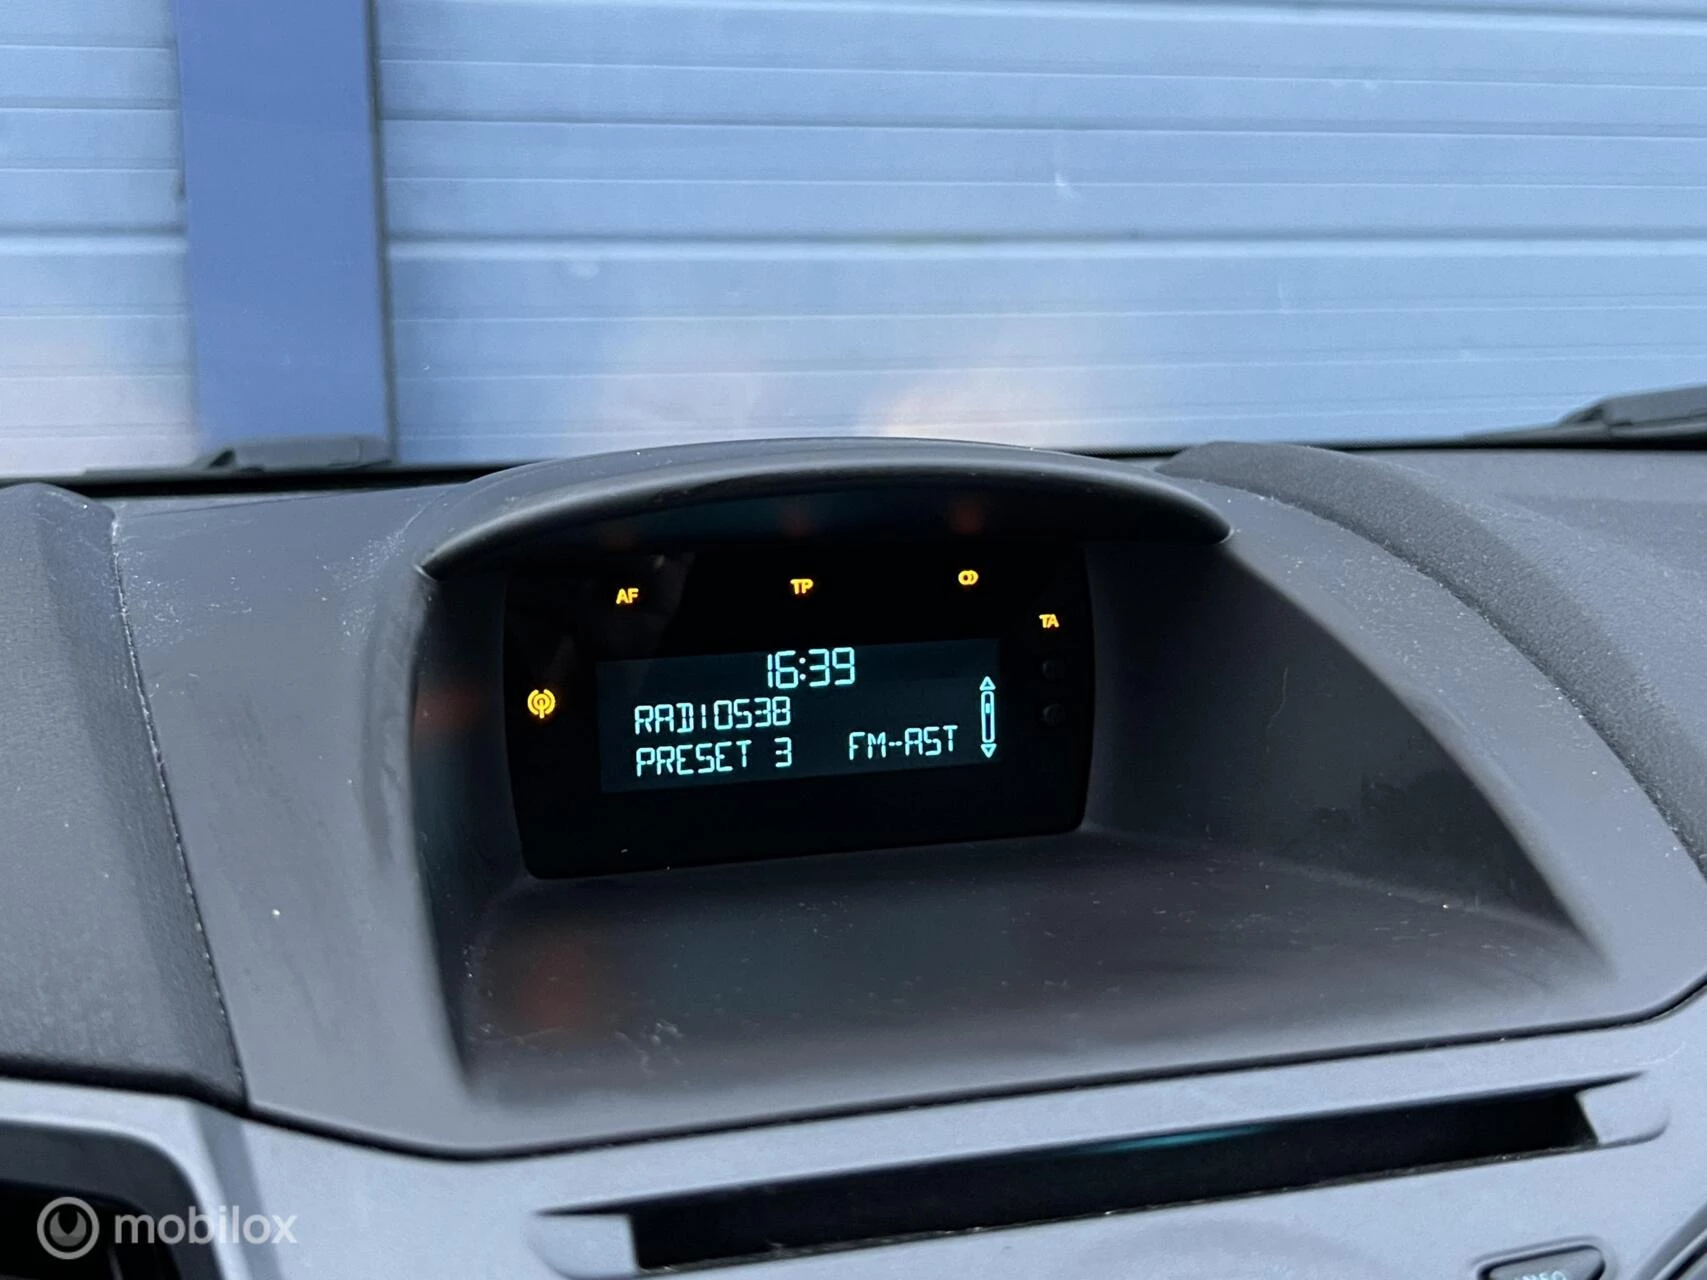 AF
TP
TA
16:39
RADIO538
PRESET 3 FM-AST
mobilox